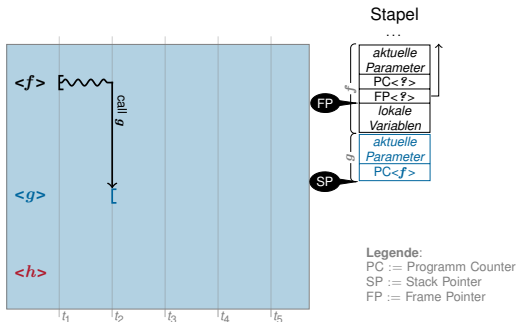 Stapel
...
<f>
call g
<g>
<h>
t1 t2 t3 t4 t5
f
aktuelle
Parameter
PC<?>
FP
FP<?>
lokale
Variablen
g
aktuelle
Parameter
SP
PC<f>
Legende:
PC := Programm Counter
SP := Stack Pointer
FP := Frame Pointer